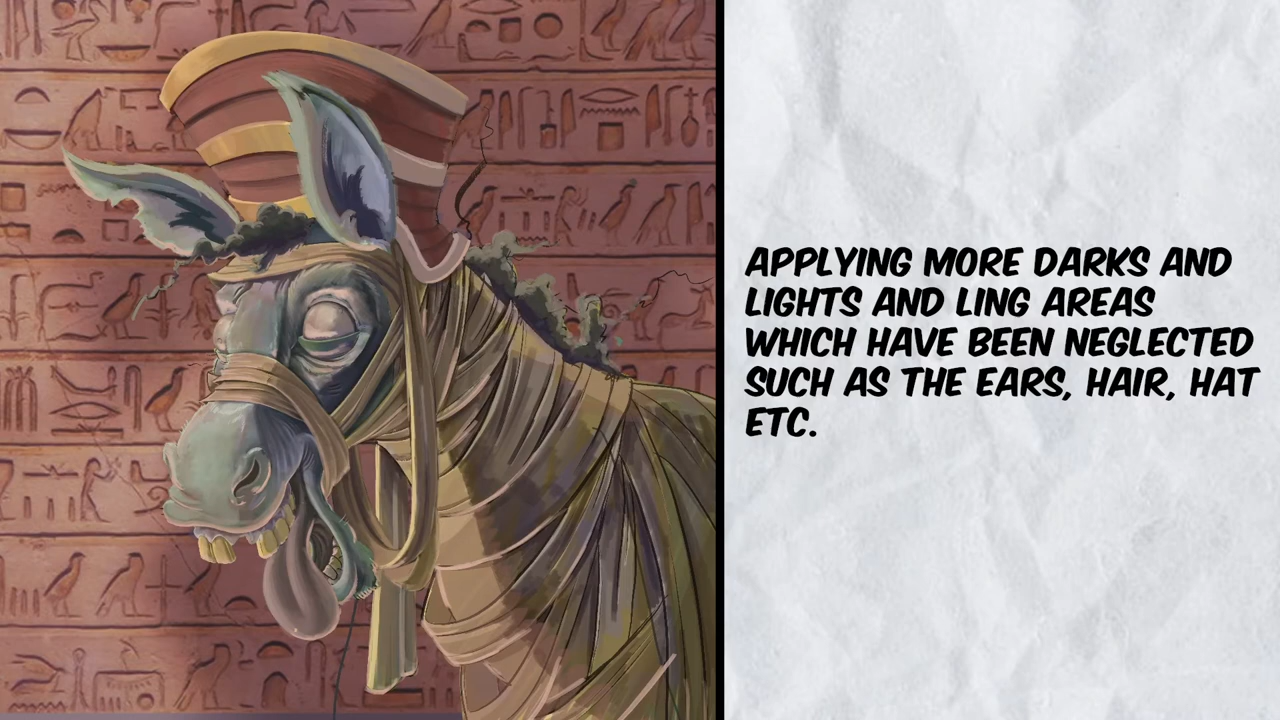 APPLYING MORE DARKS AND
LIGHTS AND LING AREAS
WHICH HAVE BEEN NEGLECTED
SUCH AS THE EARS, HAIR, HAT
ETC.